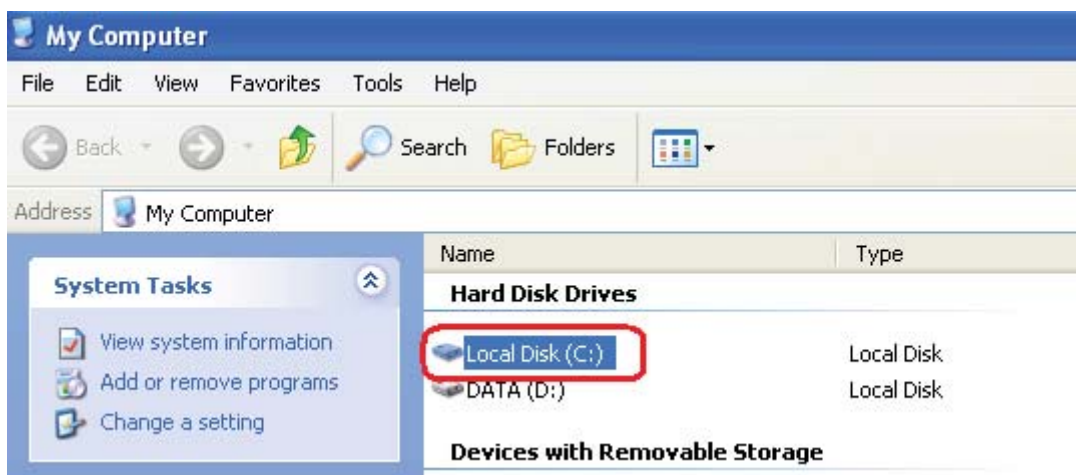 My Computer
File Edit View Favorites Tools Help
Back Search Folders
Address My Computer
System Tasks
View system information
Add or remove programs
Change a setting
Name Type
Hard Disk Drives
Local Disk (C:) Local Disk
DATA (D:) Local Disk
Devices with Removable Storage